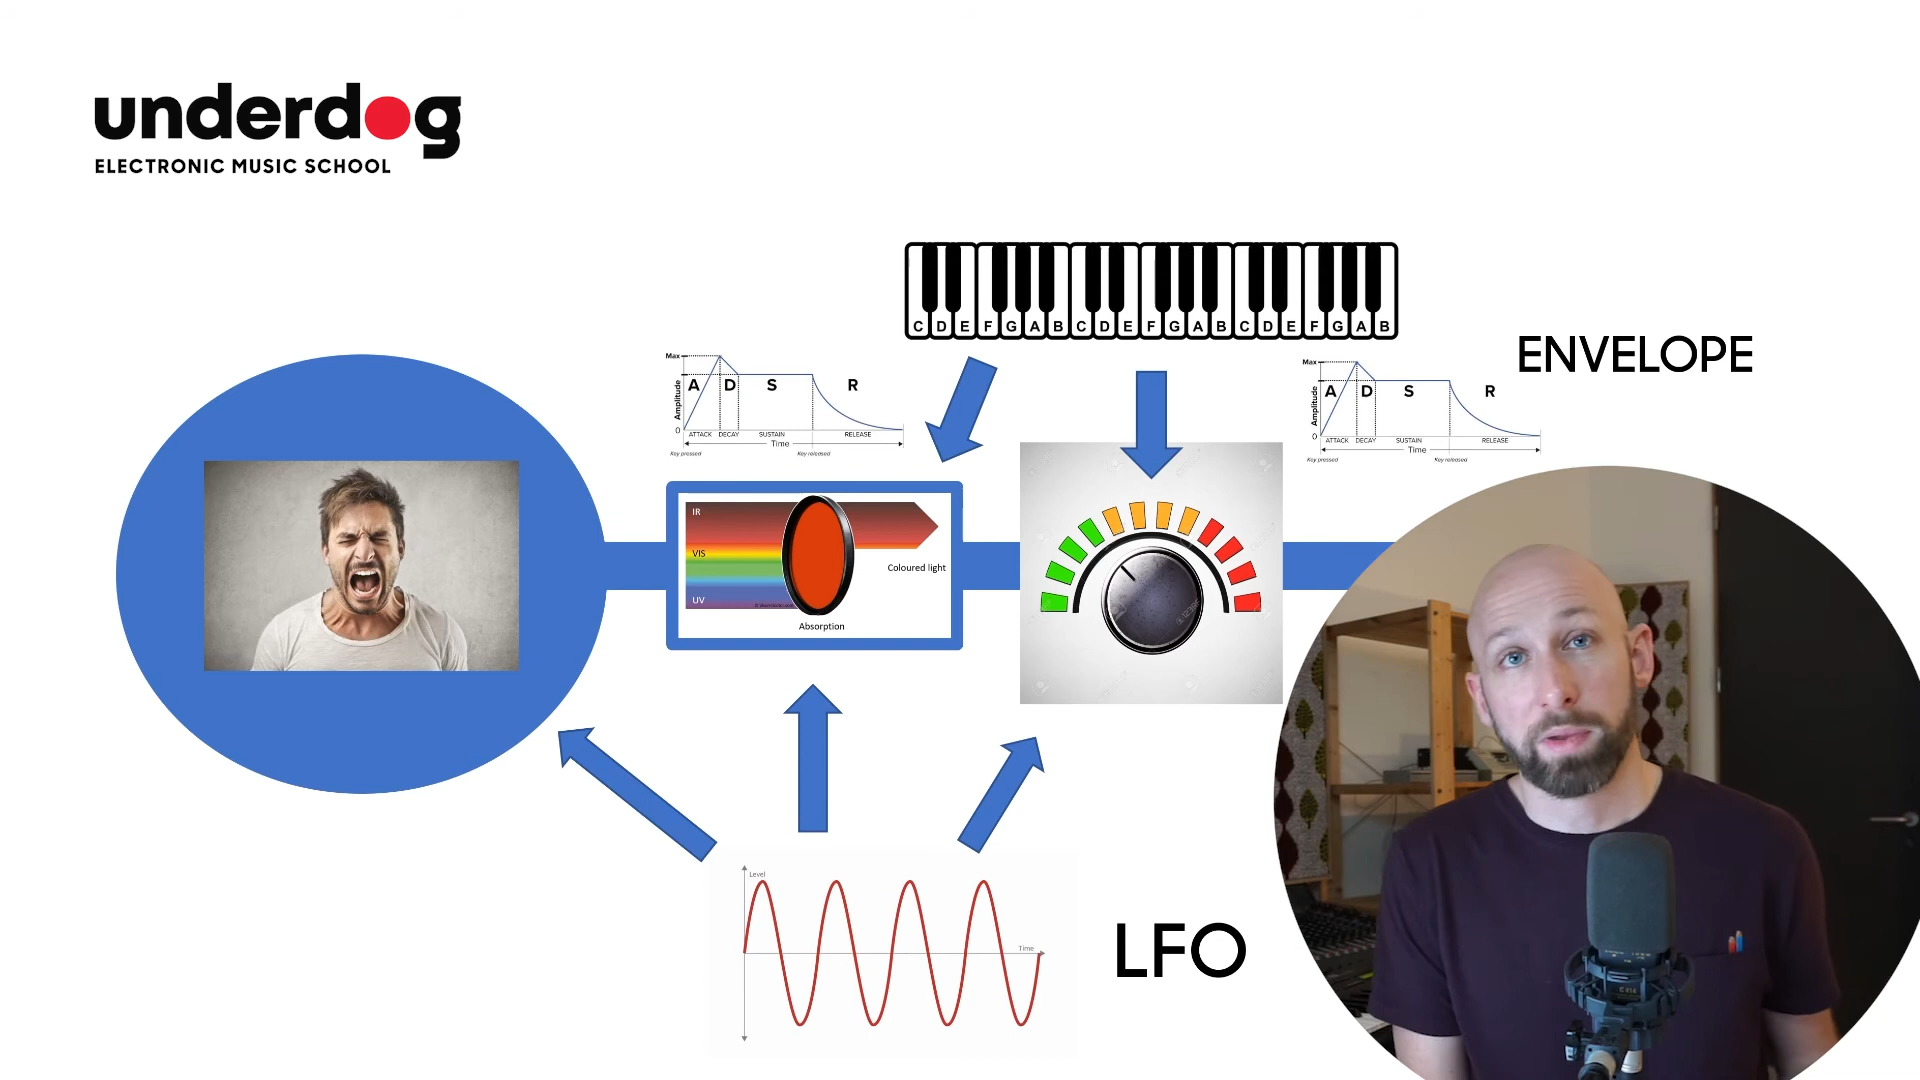 underdog
ELECTRONIC MUSIC SCHOOL
C D E F G A B C D E F G A B C D E F G A B
ENVELOPE
Max
Amplitude
A D S R
0
ATTACK DECAY SUSTAIN RELEASE
Time
Key pressed Key released
Max
Amplitude
A D S R
0
ATTACK DECAY SUSTAIN RELEASE
Time
Key pressed Key released
IR
VIS
Coloured light
UV
Absorption
Level
Time
LFO